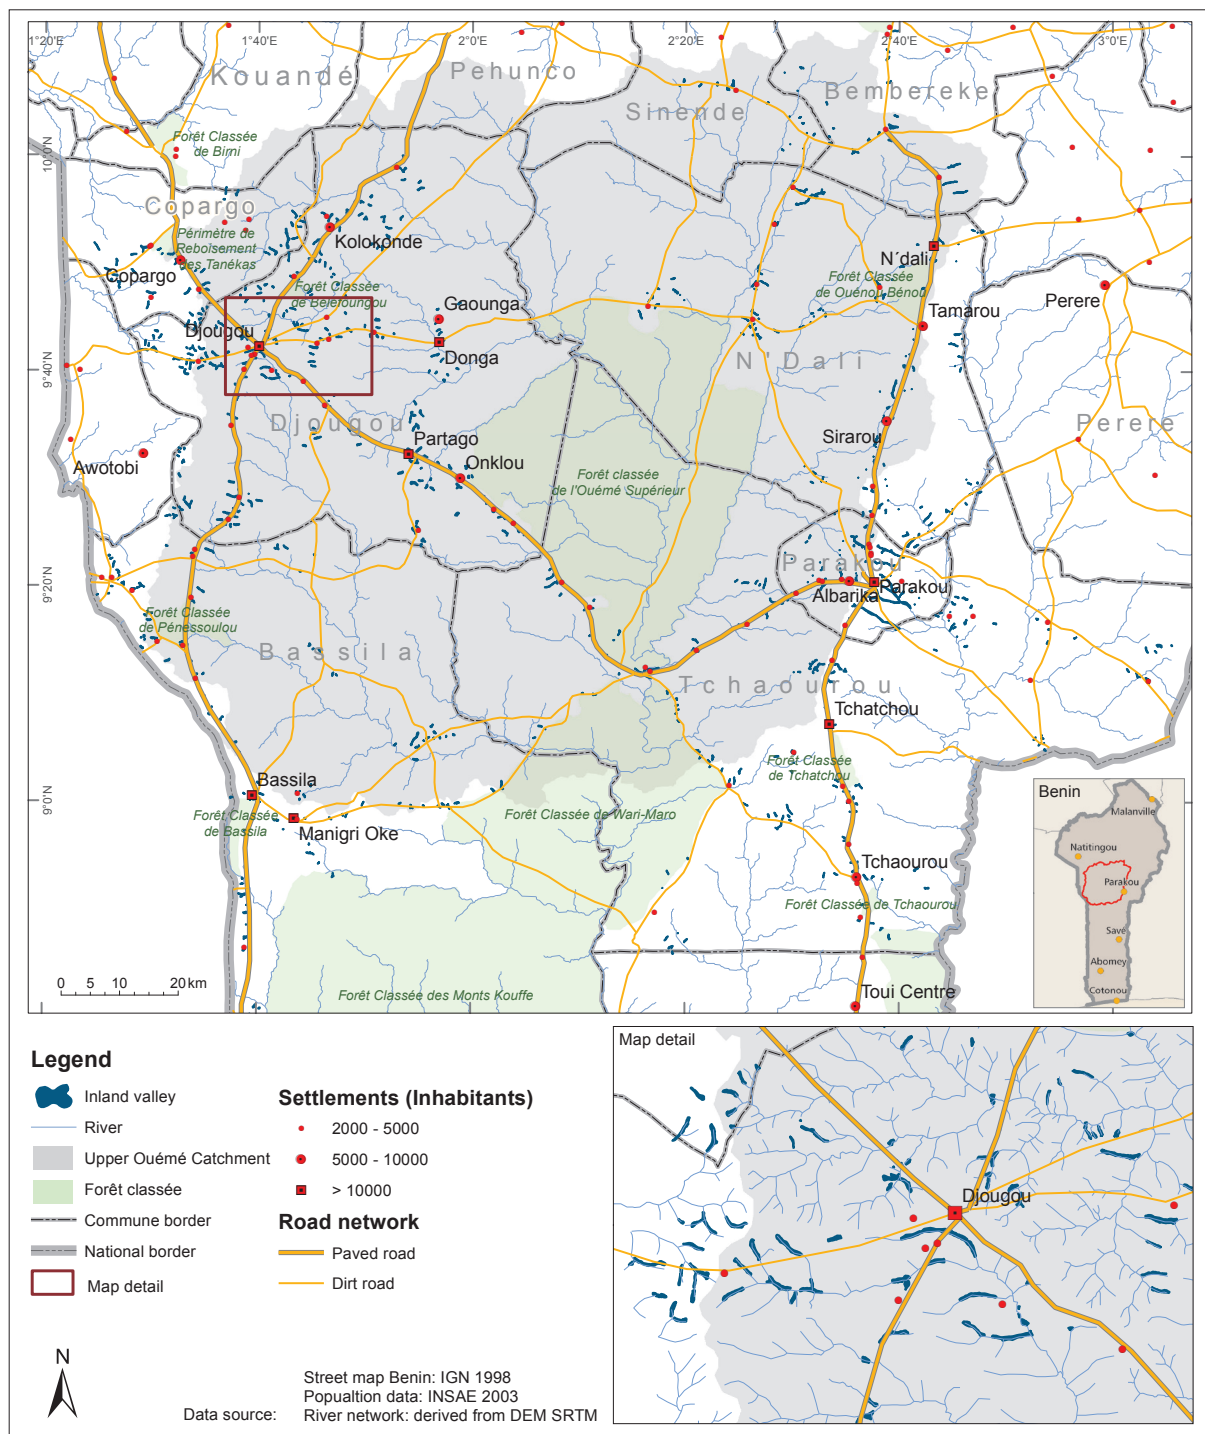 1°20'E
1°40'E
2°0'E
2°20'E
2°40'E
3°0'E
Kouandé
Pehunco
Sinende
Bembereke
Forêt Classée
de Birni
10°0'N
Copargo
Périmètre de
Reboîsement
des Tanékas
Kolokonde
Copargo
N´dali
Forêt Classée
de Béléroungou
Forêt Classée
de Ouénou Bénou
Gaounga
Perere
Tamarou
Djougou
Donga
N'Dali
9°40'N
Djougou
Partago
Sirarou
Perere
Awotobi
Onklou
Forêt classée
de l'Ouémé Supérieur
Parakou
9°20'N
Albarika
Parakou
Forêt Classée
de Pénessoulou
Bassila
Tchaourou
Tchatchou
Forêt Classée
de Tchatchou
Bassila
9°0'N
Forêt Classée
de Bassila
Manigri Oke
Forêt Classée de Wari-Maro
Tchaourou
Forêt Classée de Tchaourou
0 5 10 20 km
Forêt Classée des Monts Kouffe
Toui Centre
Benin
Malanville
Natitingou
Parakou
Savé
Abomey
Cotonou
Legend
Inland valley
River
Upper Ouémé Catchment
Forêt classée
Commune border
National border
Map detail
Settlements (Inhabitants)
2000 - 5000
5000 - 10000
> 10000
Road network
Paved road
Dirt road
Map detail
Djougou
N
Street map Benin: IGN 1998
Popualtion data: INSAE 2003
Data source: River network: derived from DEM SRTM